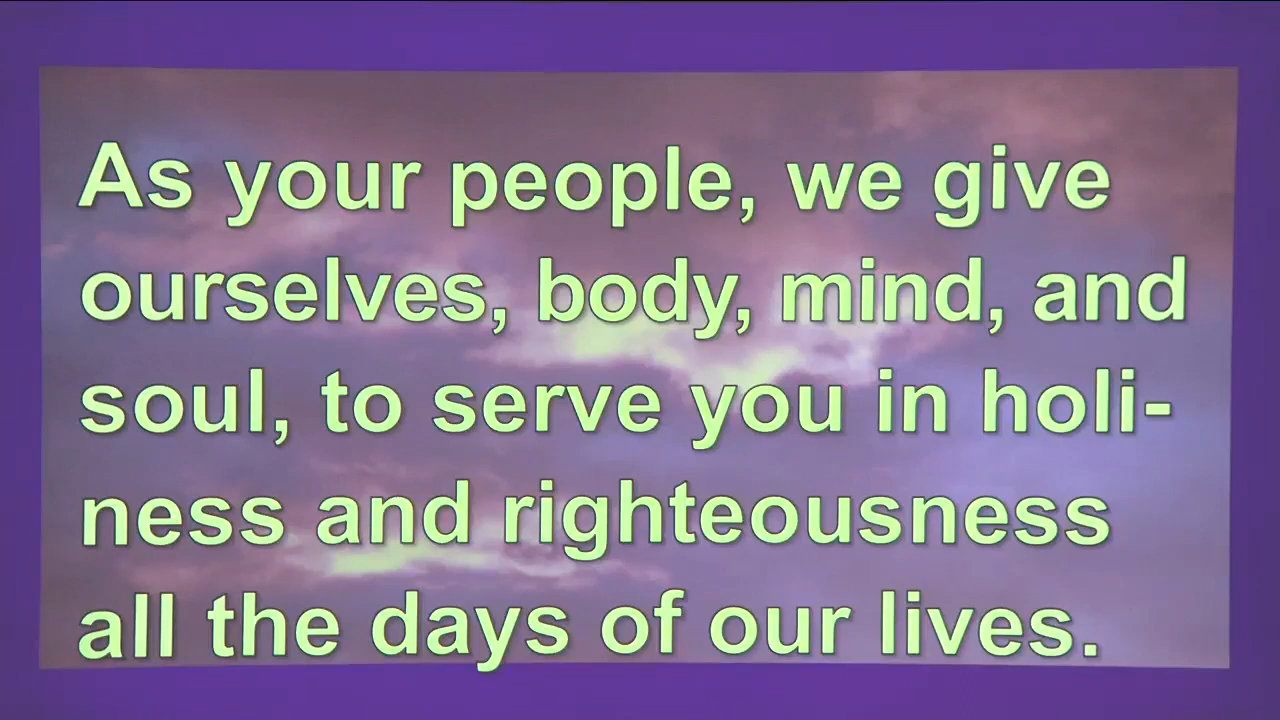 As your people, we give
ourselves, body, mind, and
soul, to serve you in holi-
ness and righteousness
all the days of our lives.